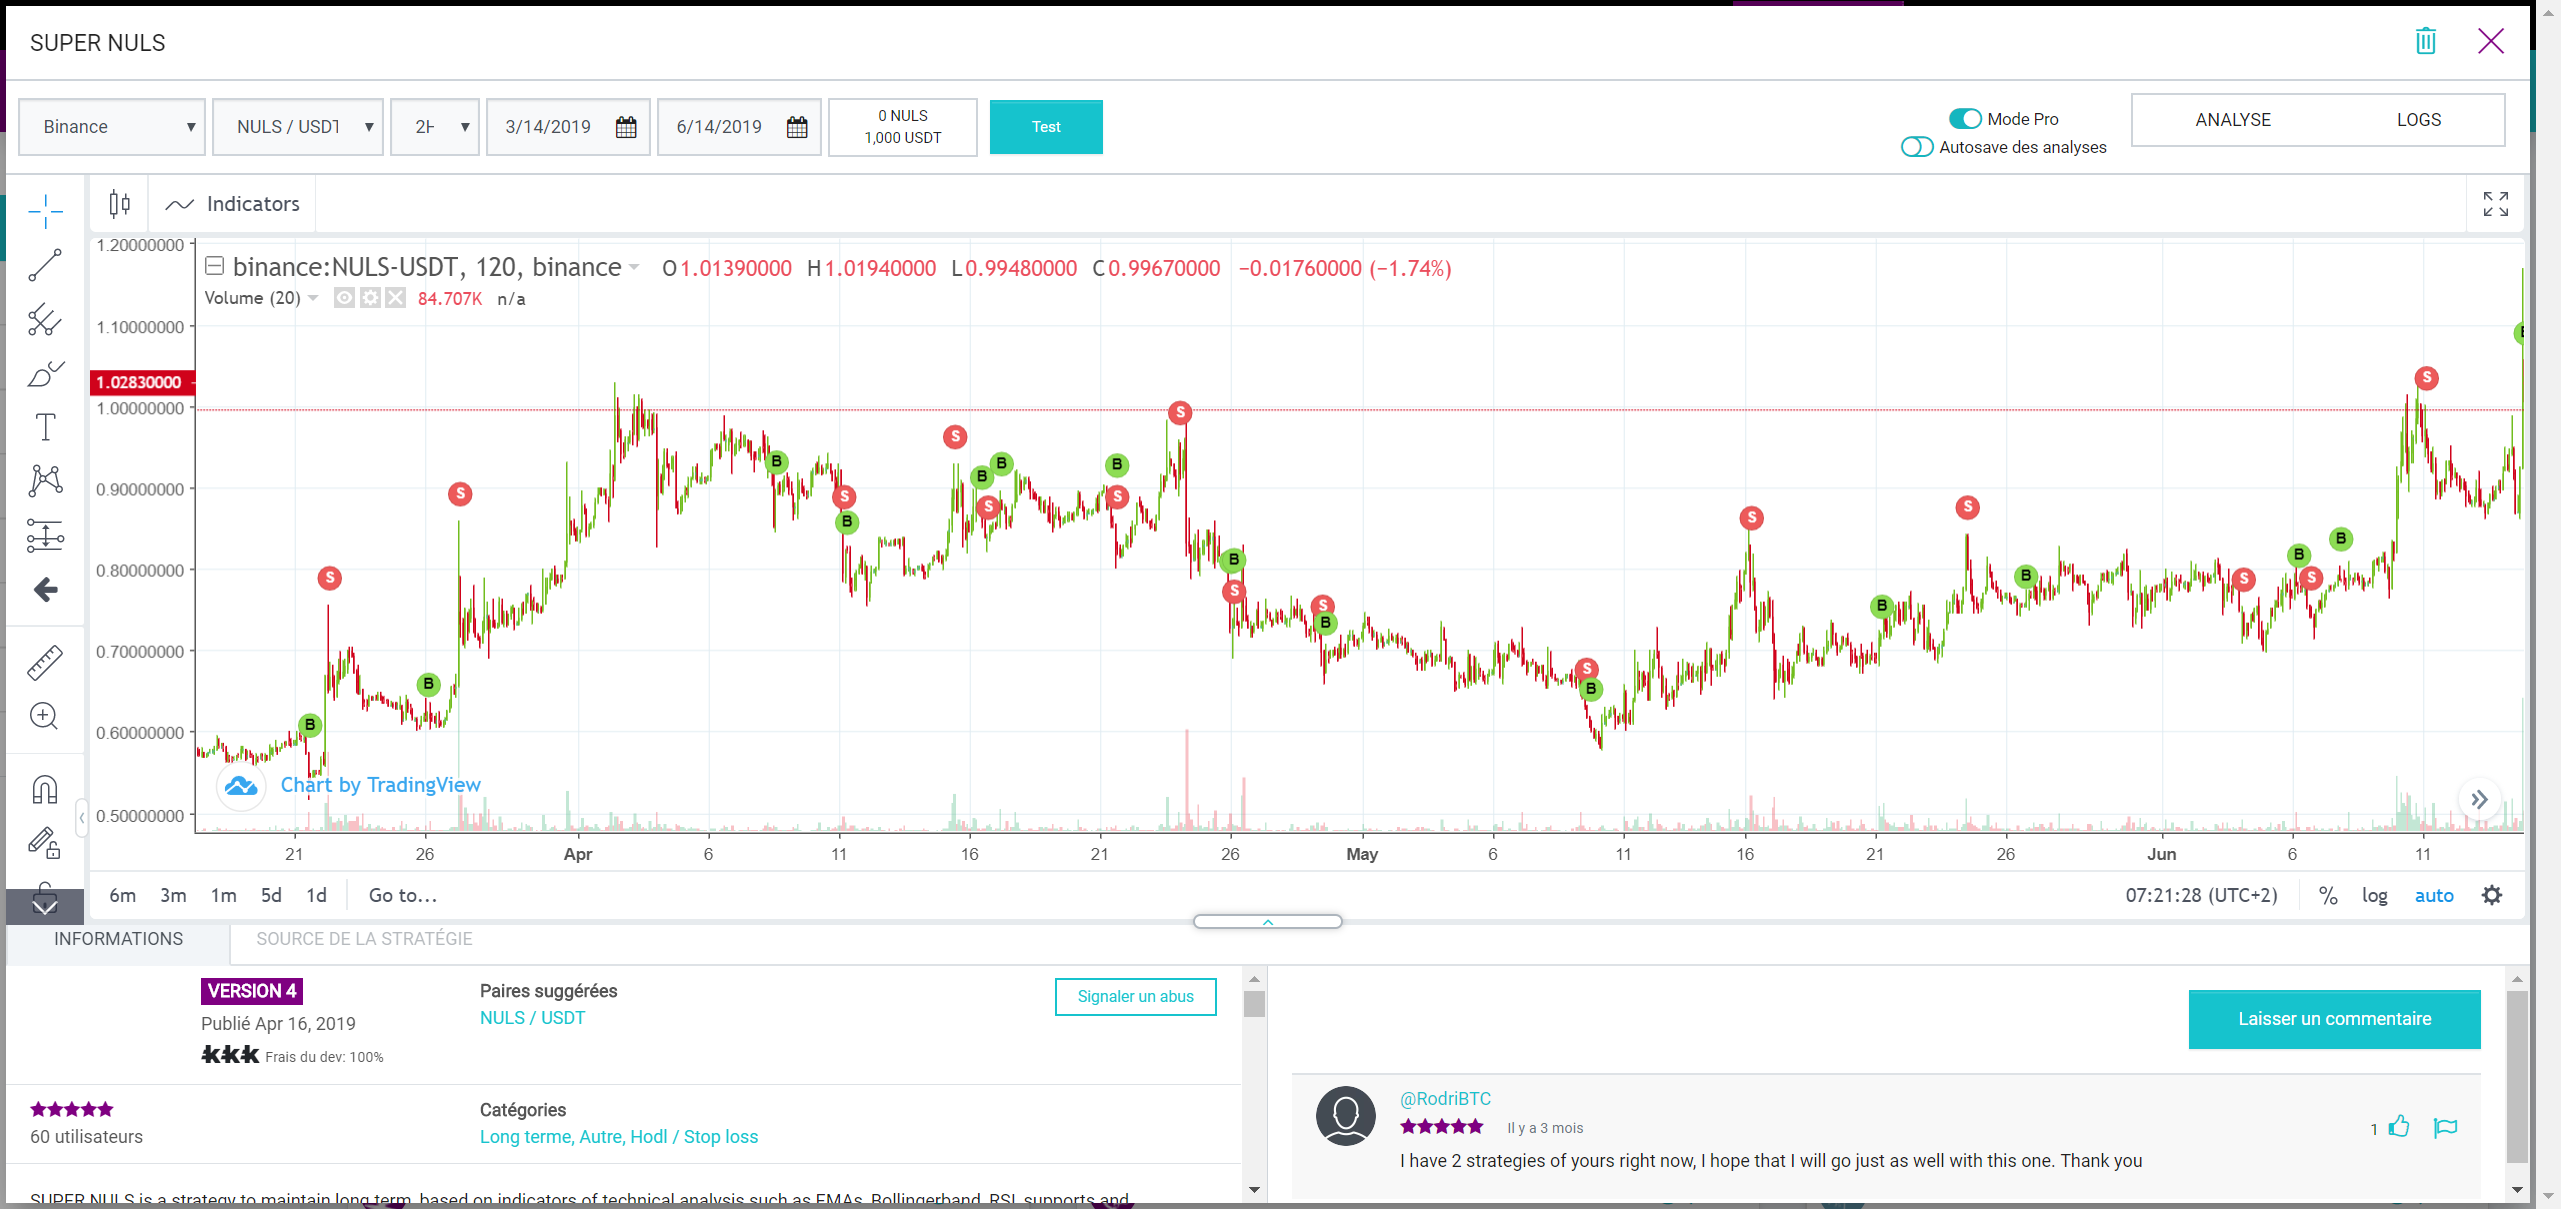 SUPER NULS
Binance
NULS / USDT
2H
3/14/2019
6/14/2019
0 NULS
1,000 USDT
Test
Mode Pro
Autosave des analyses
ANALYSE
LOGS
Indicators
binance:NULS-USDT, 120, binance O1.01390000 H1.01940000 L0.99480000 C0.99670000 −0.01760000 (−1.74%)
Volume (20) 84.707K n/a
1.20000000
1.10000000
1.02830000
1.00000000
0.90000000
0.80000000
0.70000000
0.60000000
0.50000000
B S B S B S B S B S B B S S B S S B S B S B S S B B S B S B B
Chart by TradingView
21 26 Apr 6 11 16 21 26 May 6 11 16 21 26 Jun 6 11
6m 3m 1m 5d 1d Go to...
07:21:28 (UTC+2) % log auto
INFORMATIONS
SOURCE DE LA STRATÉGIE
VERSION 4
Publié Apr 16, 2019
Frais du dev: 100%
Paires suggérées
NULS / USDT
Signaler un abus
60 utilisateurs
Catégories
Long terme, Autre, Hodl / Stop loss
SUPER NULS is a strategy to maintain long term, based on indicators of technical analysis such as EMAs, Bollingerband, RSI, supports and
Laisser un commentaire
@RodriBTC
Il y a 3 mois
1
I have 2 strategies of yours right now, I hope that I will go just as well with this one. Thank you